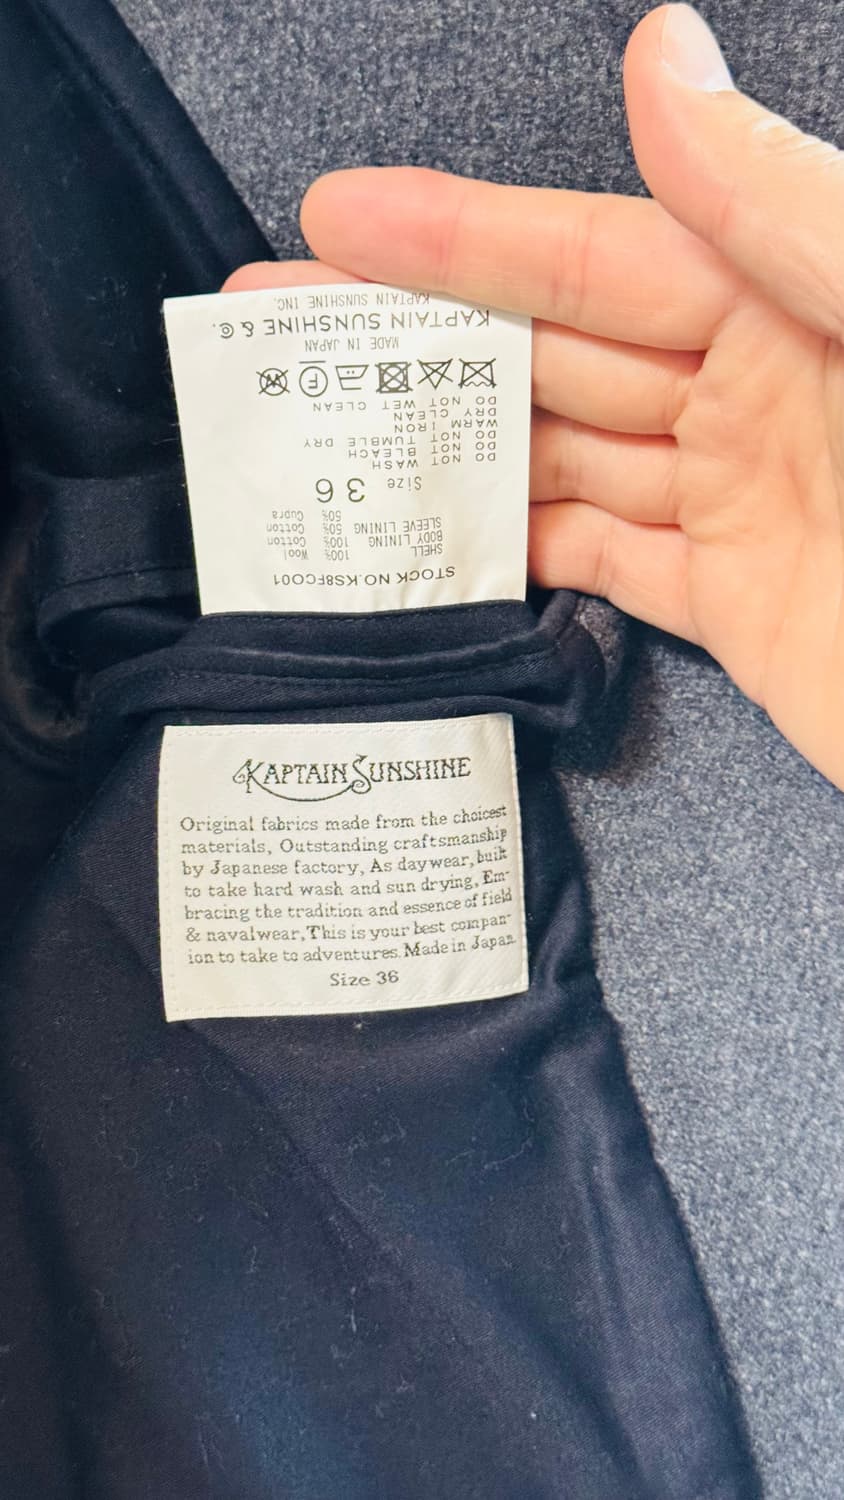 STOCK NO.KS8FCO01
SHELL 100% Wool
BODY LINING 100% Cotton
SLEEVE LINING 50% Cotton
50% Cupra
Size 36
DO NOT WASH
DO NOT BLEACH
DO NOT TUMBLE DRY
WARM IRON
DRY CLEAN
DO NOT WET CLEAN
F
W
MADE IN JAPAN
KAPTAIN SUNSHINE & ©.
KAPTAIN SUNSHINE INC.
KAPTAIN SUNSHINE
Original fabrics made from the choicest
materials, Outstanding craftsmanship
by Japanese factory, As daywear, built
to take hard wash and sun drying, Em-
bracing the tradition and essence of field
& navalwear, This is your best compan-
ion to take to adventures. Made in Japan.
Size 36